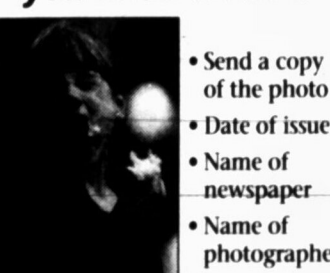 • Send a copy
of the photo
• Date of issue
• Name of
newspaper
• Name of
photographe